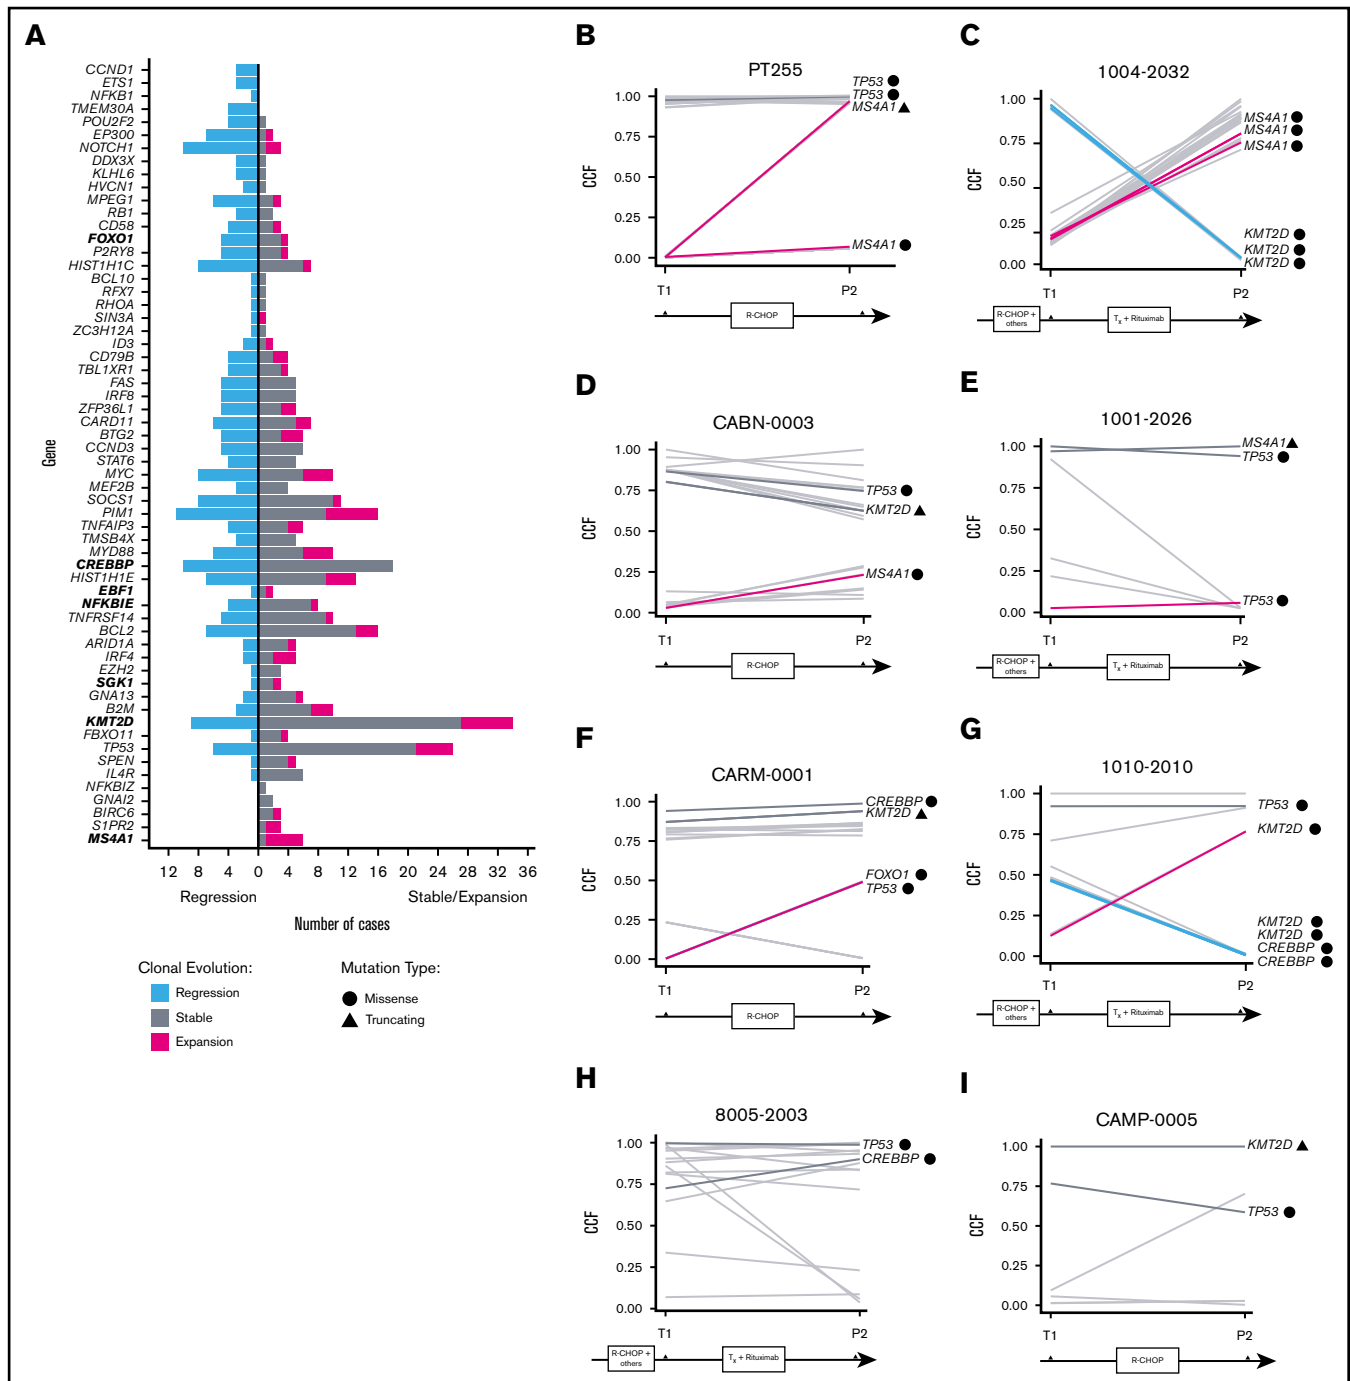 A
CCND1
ETS1
NFKB1
TMEM30A
POU2F2
EP300
NOTCH1
DDX3X
KLHL6
HVCN1
MPEG1
RB1
CD58
FOXO1
P2RY8
HIST1H1C
BCL10
RFX7
RHOA
SIN3A
ZC3H12A
ID3
CD79B
TBL1XR1
FAS
IRF8
ZFP36L1
CARD11
BTG2
CCND3
STAT6
MYC
MEF2B
SOCS1
PIM1
TNFAIP3
TMSB4X
MYD88
CREBBP
HIST1H1E
EBF1
NFKBIE
TNFRSF14
BCL2
ARID1A
IRF4
EZH2
SGK1
GNA13
B2M
KMT2D
FBXO11
TP53
SPEN
IL4R
NFKBIZ
GNAI2
BIRC6
S1PR2
MS4A1
Gene
12 8 4 0 4 8 12 16 20 24 28 32 36
Regression Stable/Expansion
Number of cases
Clonal Evolution:
Regression
Stable
Expansion
Mutation Type:
Missense
Truncating
B
PT255
CCF
1.00
0.75
0.50
0.25
0.00
TP53
TP53
MS4A1
MS4A1
T1 P2
R-CHOP
C
1004-2032
CCF
1.00
0.75
0.50
0.25
0.00
MS4A1
MS4A1
MS4A1
KMT2D
KMT2D
KMT2D
T1 P2
R-CHOP +
others
Tx + Rituximab
D
CABN-0003
CCF
1.00
0.75
0.50
0.25
0.00
TP53
KMT2D
MS4A1
T1 P2
R-CHOP
E
1001-2026
CCF
1.00
0.75
0.50
0.25
0.00
MS4A1
TP53
TP53
T1 P2
R-CHOP +
others
Tx + Rituximab
F
CARM-0001
CCF
1.00
0.75
0.50
0.25
0.00
CREBBP
KMT2D
FOXO1
TP53
T1 P2
R-CHOP
G
1010-2010
CCF
1.00
0.75
0.50
0.25
0.00
TP53
KMT2D
KMT2D
KMT2D
CREBBP
CREBBP
T1 P2
R-CHOP +
others
Tx + Rituximab
H
8005-2003
CCF
1.00
0.75
0.50
0.25
0.00
TP53
CREBBP
T1 P2
R-CHOP +
others
Tx + Rituximab
I
CAMP-0005
CCF
1.00
0.75
0.50
0.25
0.00
KMT2D
TP53
T1 P2
R-CHOP